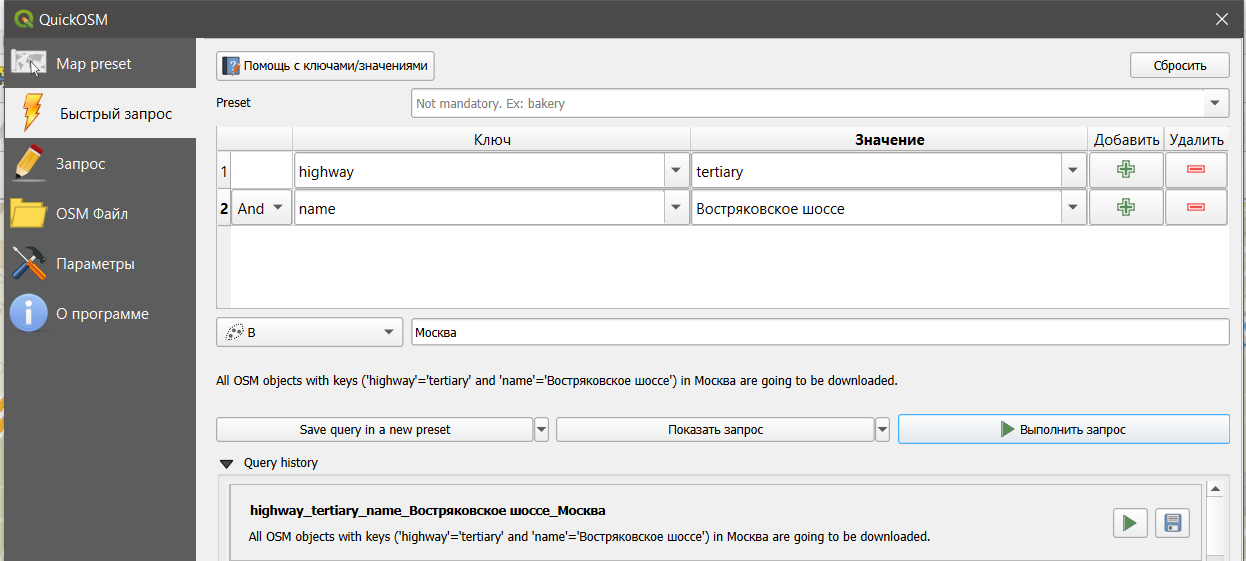 QuickOSM
Map preset
Быстрый запрос
Запрос
OSM Файл
Параметры
О программе
Помощь с ключами/значениями
Сбросить
Preset
Not mandatory. Ex: bakery
Ключ
Значение
Добавить
Удалить
1 highway tertiary
2 And name Востряковское шоссе
В
Москва
All OSM objects with keys ('highway'='tertiary' and 'name'='Востряковское шоссе') in Москва are going to be downloaded.
Save query in a new preset
Показать запрос
Выполнить запрос
Query history
highway_tertiary_name_Востряковское шоссе_Москва
All OSM objects with keys ('highway'='tertiary' and 'name'='Востряковское шоссе') in Москва are going to be downloaded.